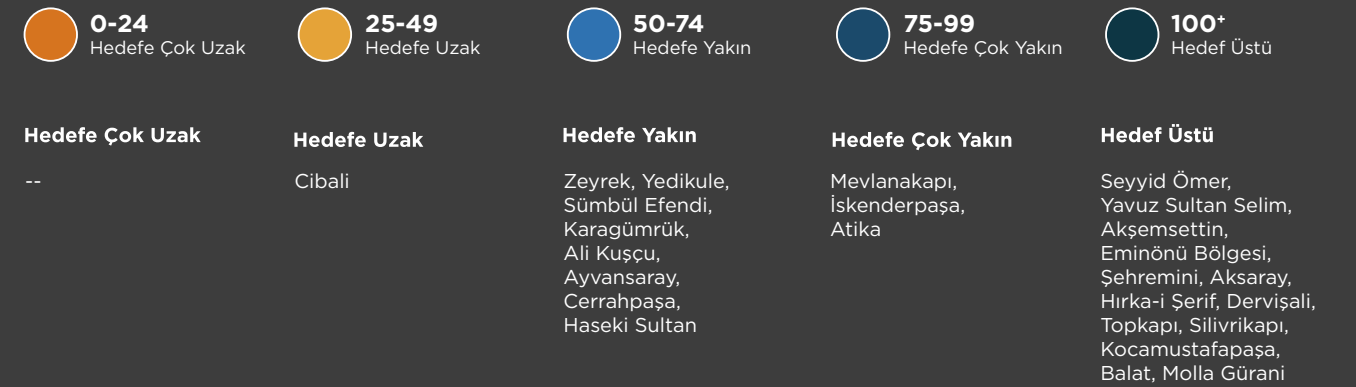 0-24
Hedefe Çok Uzak
25-49
Hedefe Uzak
50-74
Hedefe Yakın
75-99
Hedefe Çok Yakın
100+
Hedef Üstü
Hedefe Çok Uzak
--
Hedefe Uzak
Cibali
Hedefe Yakın
Zeyrek, Yedikule,
Sümbül Efendi,
Karagümrük,
Ali Kuşçu,
Ayvansaray,
Cerrahpaşa,
Haseki Sultan
Hedefe Çok Yakın
Mevlanakapı,
İskenderpaşa,
Atika
Hedef Üstü
Seyyid Ömer,
Yavuz Sultan Selim,
Akşemsettin,
Eminönü Bölgesi,
Şehremini, Aksaray,
Hırka-i Şerif, Dervişali,
Topkapı, Silivrikapı,
Kocamustafapaşa,
Balat, Molla Gürani